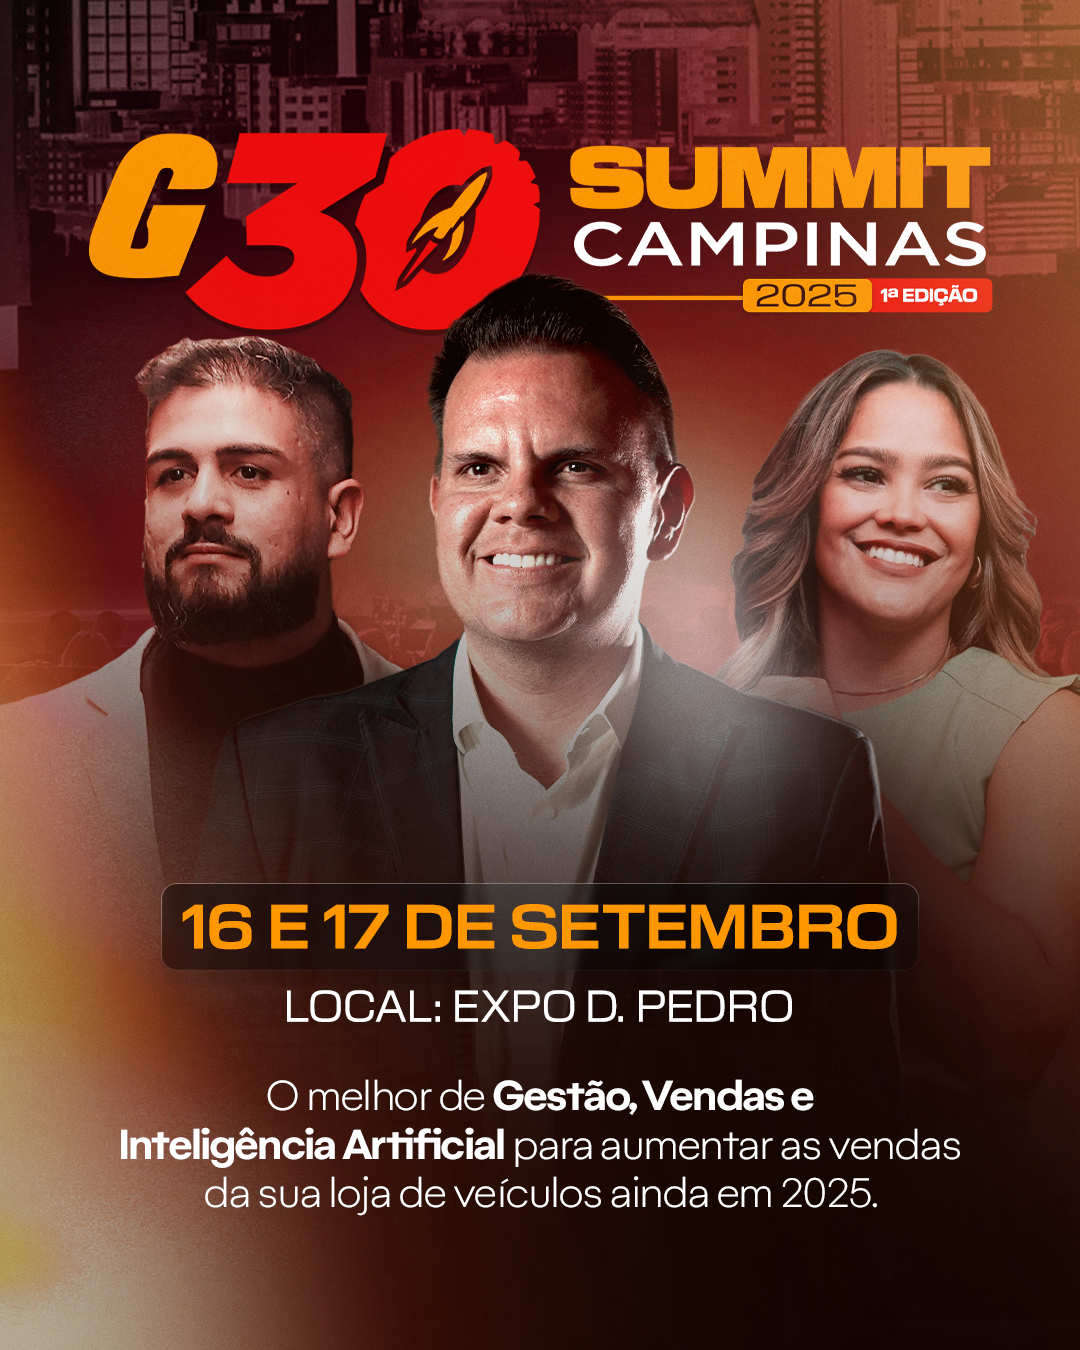 G30
SUMMIT
CAMPINAS
2025 1ª EDIÇÃO
16 E 17 DE SETEMBRO
LOCAL: EXPO D. PEDRO
O melhor de Gestão, Vendas e
Inteligência Artificial para aumentar as vendas
da sua loja de veículos ainda em 2025.